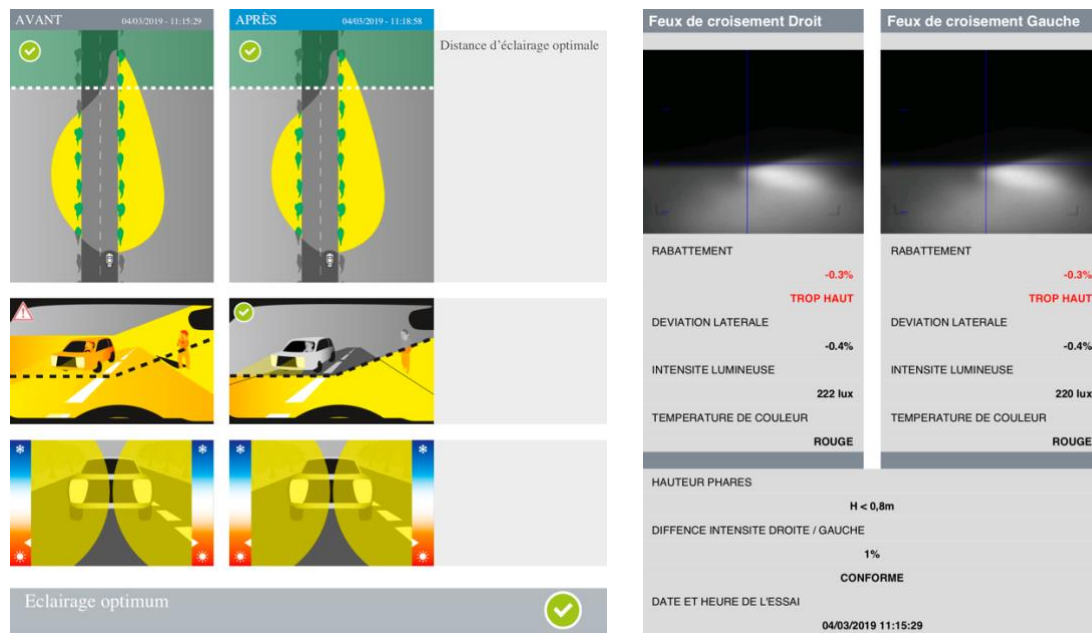 AVANT 04/03/2019 - 11:15:29
APRÈS 04/03/2019 - 11:18:58
Distance d’éclairage optimale
Eclairage optimum
Feux de croisement Droit
RABATTEMENT
-0.3%
TROP HAUT
DEVIATION LATERALE
-0.4%
INTENSITE LUMINEUSE
222 lux
TEMPERATURE DE COULEUR
ROUGE
Feux de croisement Gauche
RABATTEMENT
-0.3%
TROP HAUT
DEVIATION LATERALE
-0.4%
INTENSITE LUMINEUSE
220 lux
TEMPERATURE DE COULEUR
ROUGE
HAUTEUR PHARES
H < 0,8m
DIFFENCE INTENSITE DROITE / GAUCHE
1%
CONFORME
DATE ET HEURE DE L'ESSAI
04/03/2019 11:15:29